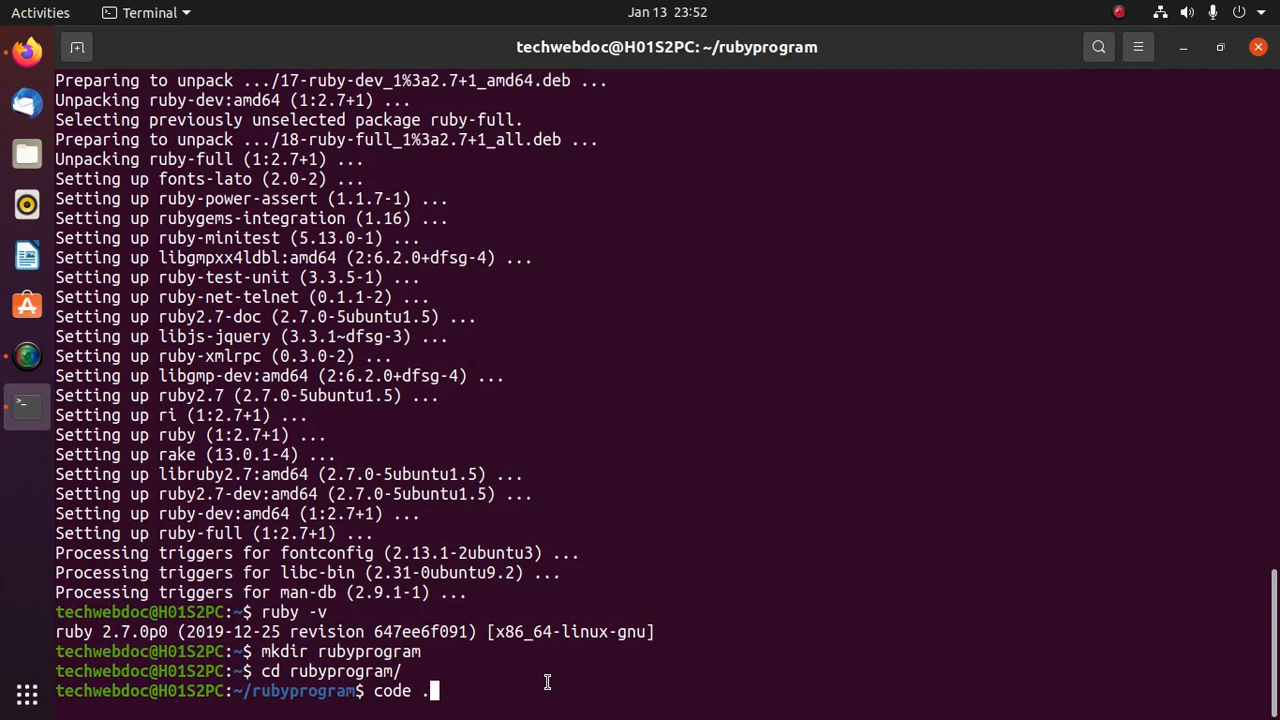 Activities Terminal Jan 13 23:52
techwebdoc@H01S2PC: ~/rubyprogram
Preparing to unpack .../17-ruby-dev_1%3a2.7+1_amd64.deb ...
Unpacking ruby-dev:amd64 (1:2.7+1) ...
Selecting previously unselected package ruby-full.
Preparing to unpack .../18-ruby-full_1%3a2.7+1_all.deb ...
Unpacking ruby-full (1:2.7+1) ...
Setting up fonts-lato (2.0-2) ...
Setting up ruby-power-assert (1.1.7-1) ...
Setting up rubygems-integration (1.16) ...
Setting up ruby-minitest (5.13.0-1) ...
Setting up libgmpxx4ldbl:amd64 (2:6.2.0+dfsg-4) ...
Setting up ruby-test-unit (3.3.5-1) ...
Setting up ruby-net-telnet (0.1.1-2) ...
Setting up ruby2.7-doc (2.7.0-5ubuntu1.5) ...
Setting up libjs-jquery (3.3.1~dfsg-3) ...
Setting up ruby-xmlrpc (0.3.0-2) ...
Setting up libgmp-dev:amd64 (2:6.2.0+dfsg-4) ...
Setting up ruby2.7 (2.7.0-5ubuntu1.5) ...
Setting up ri (1:2.7+1) ...
Setting up ruby (1:2.7+1) ...
Setting up rake (13.0.1-4) ...
Setting up libruby2.7:amd64 (2.7.0-5ubuntu1.5) ...
Setting up ruby2.7-dev:amd64 (2.7.0-5ubuntu1.5) ...
Setting up ruby-dev:amd64 (1:2.7+1) ...
Setting up ruby-full (1:2.7+1) ...
Processing triggers for fontconfig (2.13.1-2ubuntu3) ...
Processing triggers for libc-bin (2.31-0ubuntu9.2) ...
Processing triggers for man-db (2.9.1-1) ...
techwebdoc@H01S2PC:~$ ruby -v
ruby 2.7.0p0 (2019-12-25 revision 647ee6f091) [x86_64-linux-gnu]
techwebdoc@H01S2PC:~$ mkdir rubyprogram
techwebdoc@H01S2PC:~$ cd rubyprogram/
techwebdoc@H01S2PC:~/rubyprogram$ code .